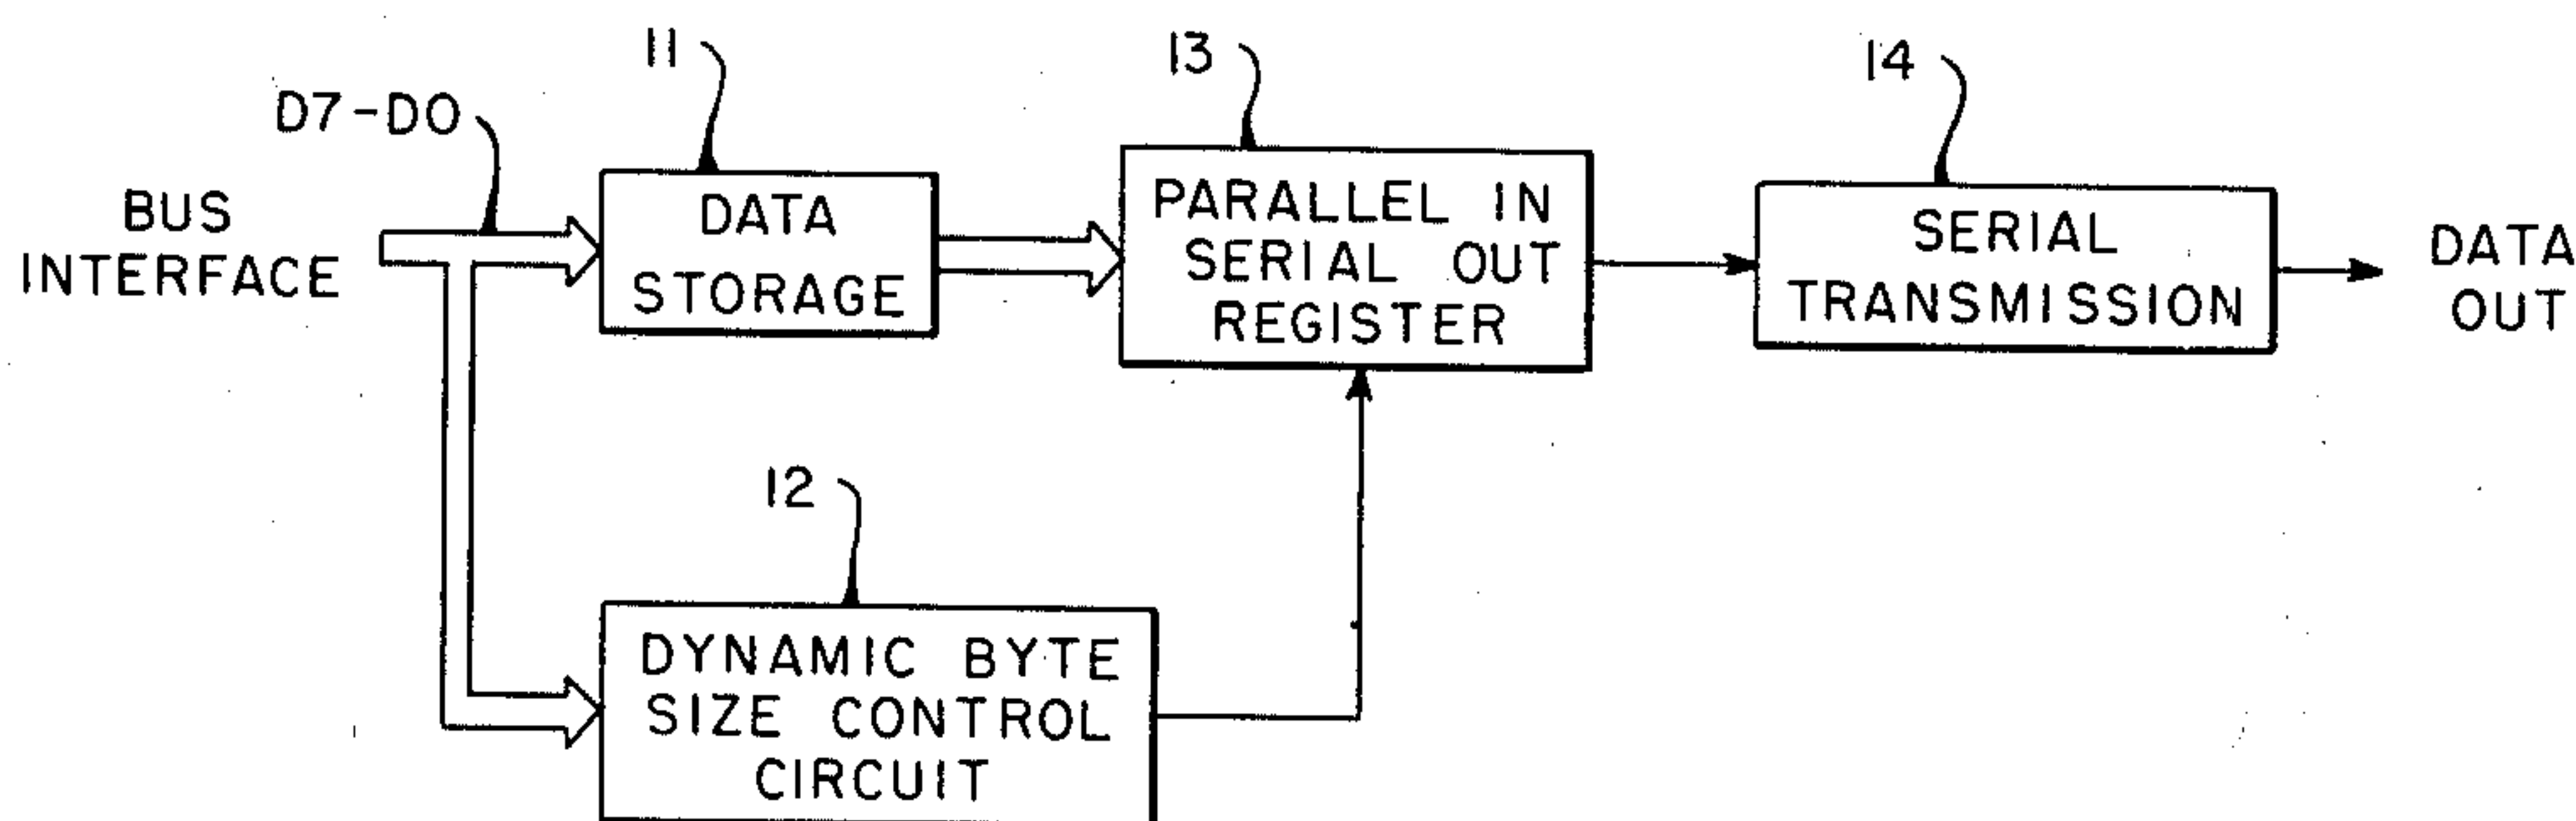 11
13
14
D7-D0
BUS
INTERFACE
DATA
STORAGE
PARALLEL IN
SERIAL OUT
REGISTER
SERIAL
TRANSMISSION
DATA
OUT
12
DYNAMIC BYTE
SIZE CONTROL
CIRCUIT